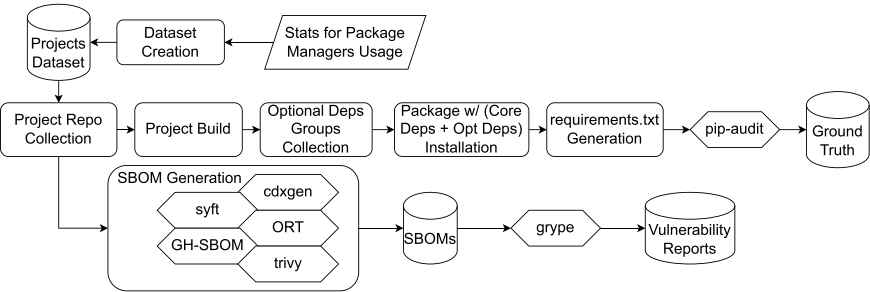 Projects
Dataset
Dataset
Creation
Stats for Package
Managers Usage
Project Repo
Collection
Project Build
Optional Deps
Groups
Collection
Package w/ (Core
Deps + Opt Deps)
Installation
requirements.txt
Generation
pip-audit
Ground
Truth
SBOM Generation
cdxgen
syft
ORT
GH-SBOM
trivy
SBOMs
grype
Vulnerability
Reports